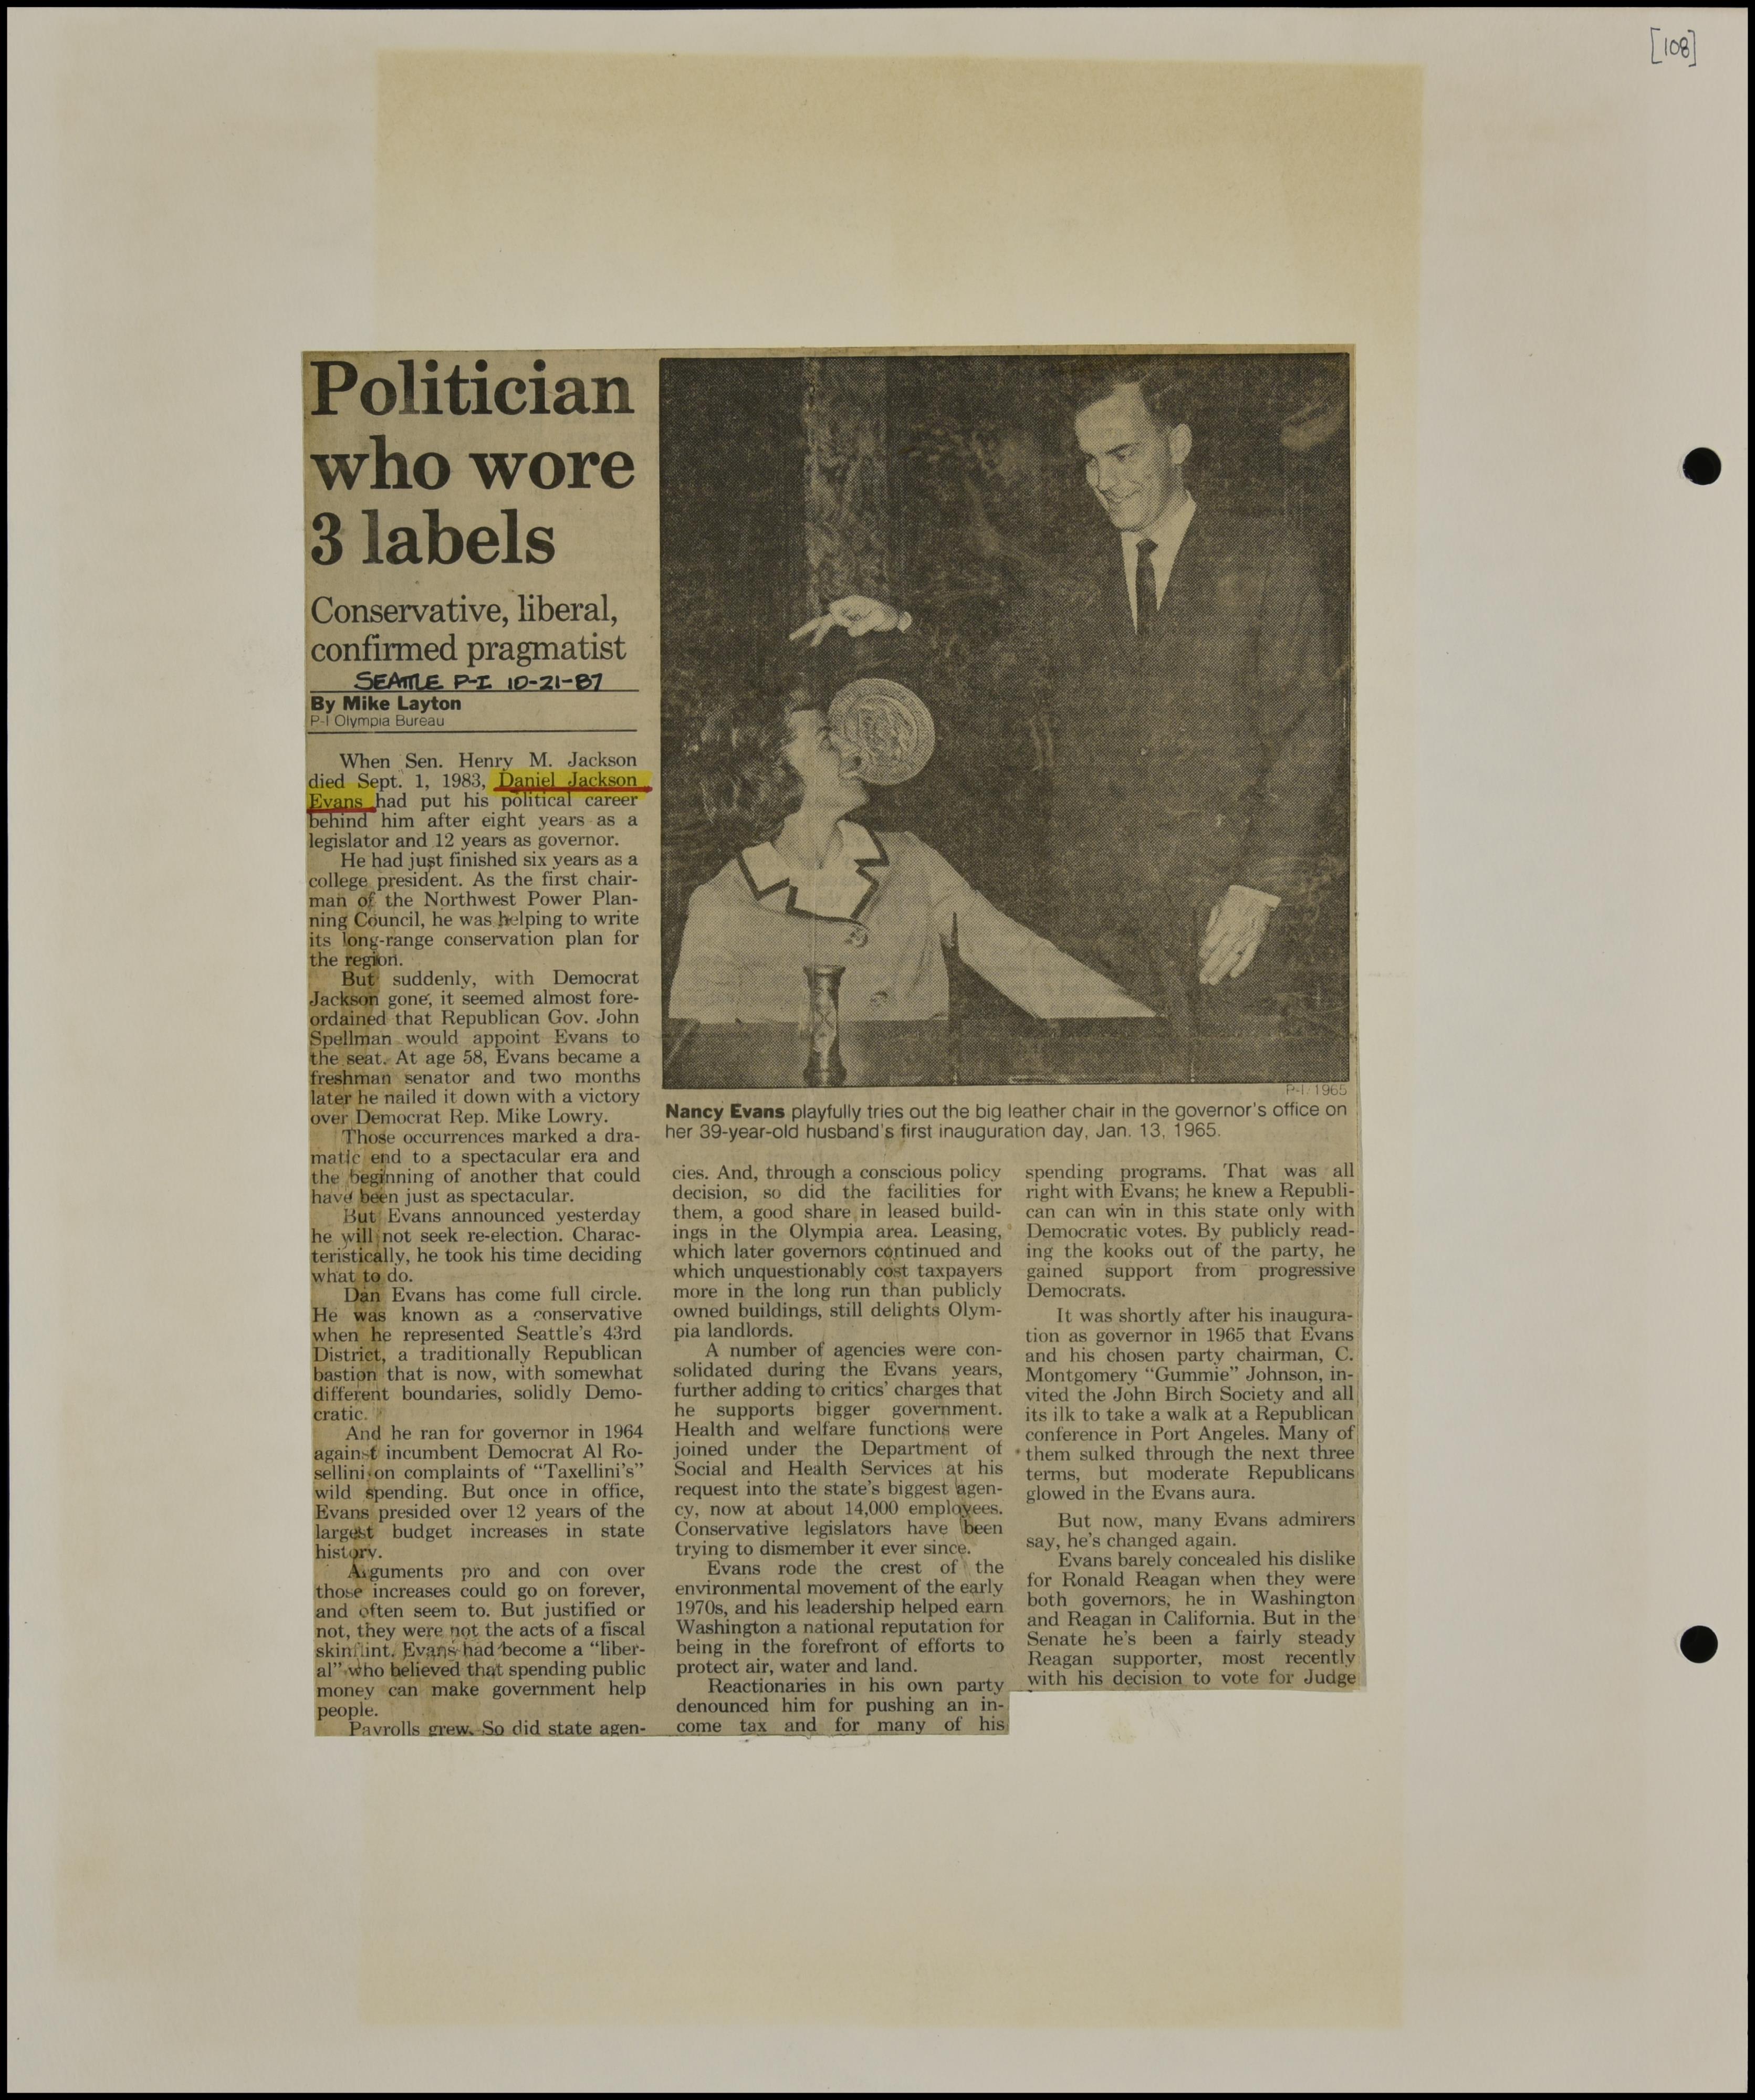 [108]
Politician
who wore
3 labels
Conservative, liberal,
confirmed pragmatist
SEATTLE P-I 10-21-87
By Mike Layton
P-I Olympia Bureau
When Sen. Henry M. Jackson
died Sept. 1, 1983, Daniel Jackson
Evans had put his political career
behind him after eight years as a
legislator and 12 years as governor.
He had just finished six years as a
college president. As the first chair-
man of the Northwest Power Plan-
ning Council, he was helping to write
its long-range conservation plan for
the region.
But suddenly, with Democrat
Jackson gone, it seemed almost fore-
ordained that Republican Gov. John
Spellman would appoint Evans to
the seat. At age 58, Evans became a
freshman senator and two months
later he nailed it down with a victory
over Democrat Rep. Mike Lowry.
Those occurrences marked a dra-
matic end to a spectacular era and
the beginning of another that could
have been just as spectacular.
But Evans announced yesterday
he will not seek re-election. Charac-
teristically, he took his time deciding
what to do.
Dan Evans has come full circle.
He was known as a conservative
when he represented Seattle's 43rd
District, a traditionally Republican
bastion that is now, with somewhat
different boundaries, solidly Demo-
cratic.
And he ran for governor in 1964
against incumbent Democrat Al Ro-
sellini on complaints of "Taxellini's"
wild spending. But once in office,
Evans presided over 12 years of the
largest budget increases in state
history.
Arguments pro and con over
those increases could go on forever,
and often seem to. But justified or
not, they were not the acts of a fiscal
skinflint. Evans had become a "liber-
al" who believed that spending public
money can make government help
people.
Payrolls grew. So did state agen-
P-I/1965
Nancy Evans playfully tries out the big leather chair in the governor's office on
her 39-year-old husband's first inauguration day, Jan. 13, 1965.
cies. And, through a conscious policy
decision, so did the facilities for
them, a good share in leased build-
ings in the Olympia area. Leasing,
which later governors continued and
which unquestionably cost taxpayers
more in the long run than publicly
owned buildings, still delights Olym-
pia landlords.
A number of agencies were con-
solidated during the Evans years,
further adding to critics' charges that
he supports bigger government.
Health and welfare functions were
joined under the Department of
Social and Health Services at his
request into the state's biggest agen-
cy, now at about 14,000 employees.
Conservative legislators have been
trying to dismember it ever since.
Evans rode the crest of the
environmental movement of the early
1970s, and his leadership helped earn
Washington a national reputation for
being in the forefront of efforts to
protect air, water and land.
Reactionaries in his own party
denounced him for pushing an in-
come tax and for many of his
spending programs. That was all
right with Evans; he knew a Republi-
can can win in this state only with
Democratic votes. By publicly read-
ing the kooks out of the party, he
gained support from progressive
Democrats.
It was shortly after his inaugura-
tion as governor in 1965 that Evans
and his chosen party chairman, C.
Montgomery "Gummie" Johnson, in-
vited the John Birch Society and all
its ilk to take a walk at a Republican
conference in Port Angeles. Many of
them sulked through the next three
terms, but moderate Republicans
glowed in the Evans aura.
But now, many Evans admirers
say, he's changed again.
Evans barely concealed his dislike
for Ronald Reagan when they were
both governors, he in Washington
and Reagan in California. But in the
Senate he's been a fairly steady
Reagan supporter, most recently
with his decision to vote for Judge